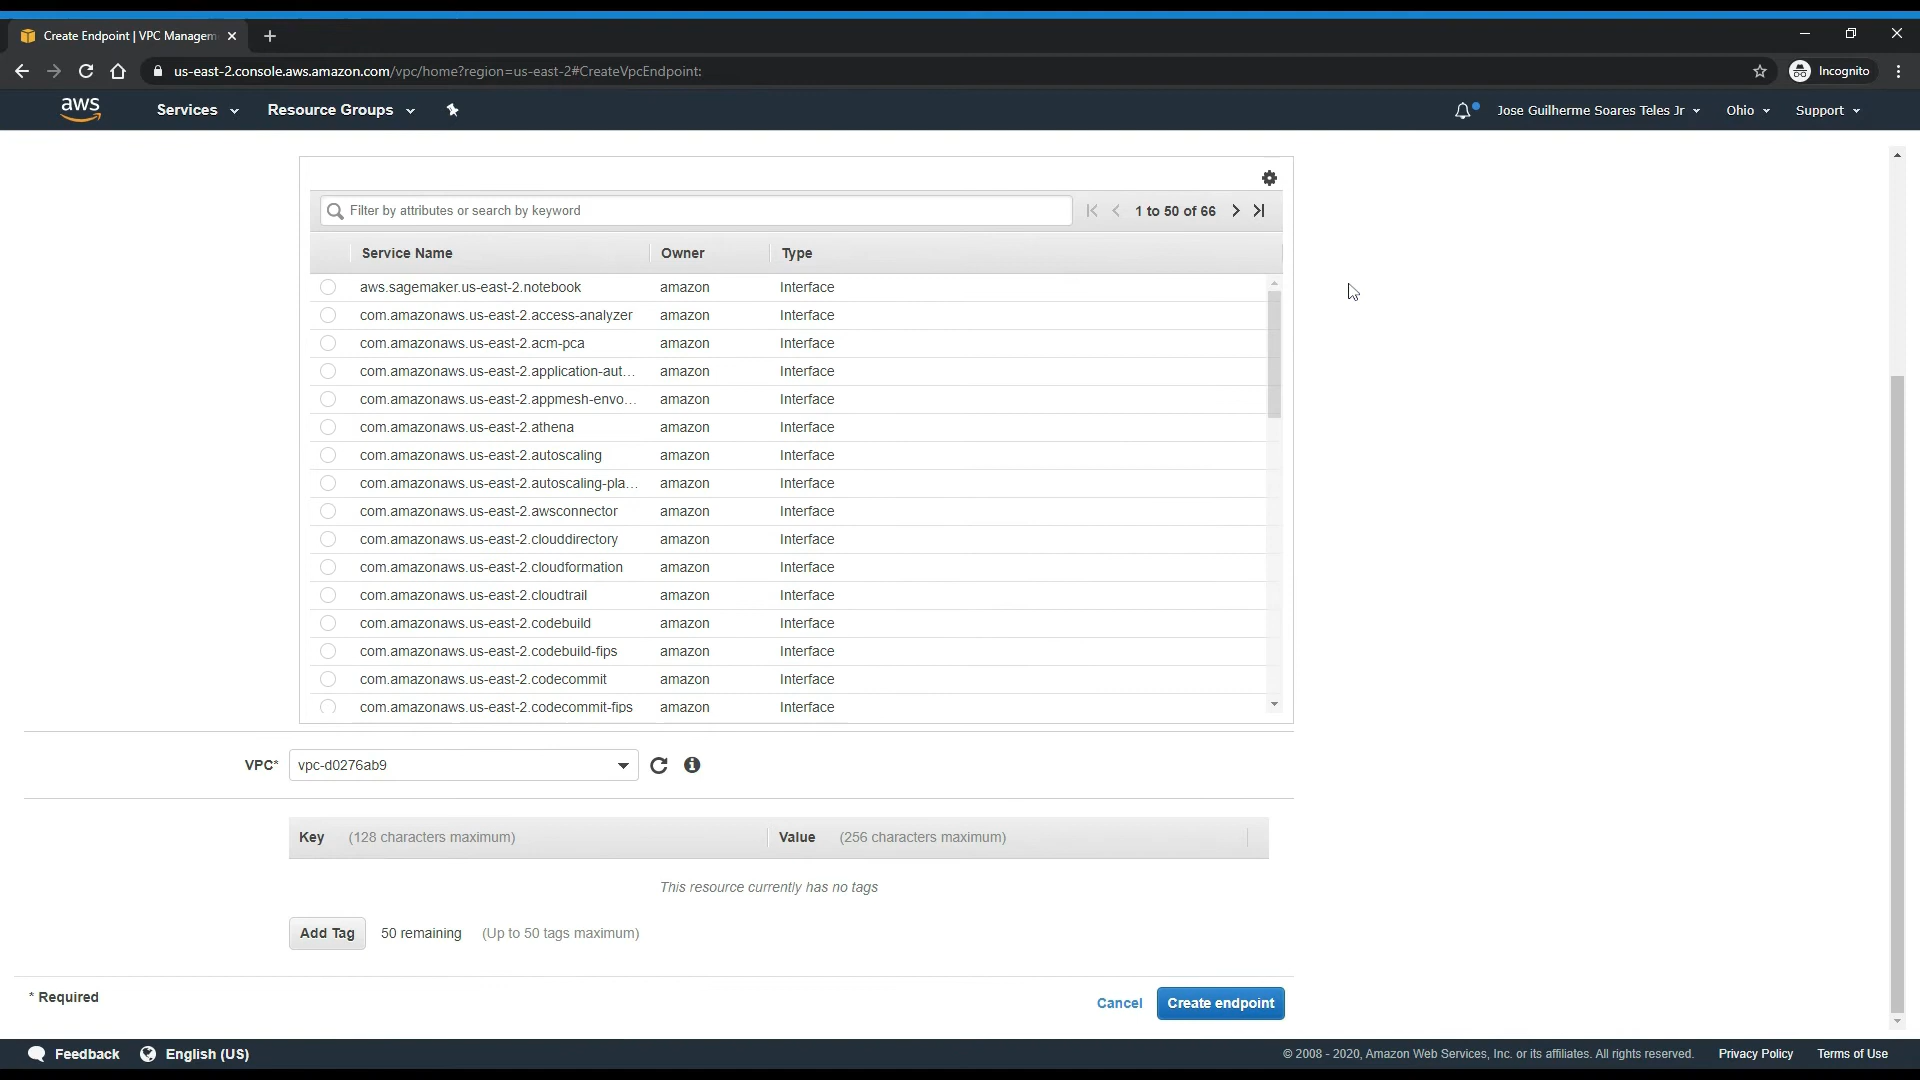 Create Endpoint | VPC Managem
us-east-2.console.aws.amazon.com/vpc/home?region=us-east-2#CreateVpcEndpoint:
Incognito
aws
Services
Resource Groups
Jose Guilherme Soares Teles Jr
Ohio
Support
Filter by attributes or search by keyword
1 to 50 of 66
Service Name Owner Type
aws.sagemaker.us-east-2.notebook amazon Interface
com.amazonaws.us-east-2.access-analyzer amazon Interface
com.amazonaws.us-east-2.acm-pca amazon Interface
com.amazonaws.us-east-2.application-aut... amazon Interface
com.amazonaws.us-east-2.appmesh-envo... amazon Interface
com.amazonaws.us-east-2.athena amazon Interface
com.amazonaws.us-east-2.autoscaling amazon Interface
com.amazonaws.us-east-2.autoscaling-pla... amazon Interface
com.amazonaws.us-east-2.awsconnector amazon Interface
com.amazonaws.us-east-2.clouddirectory amazon Interface
com.amazonaws.us-east-2.cloudformation amazon Interface
com.amazonaws.us-east-2.cloudtrail amazon Interface
com.amazonaws.us-east-2.codebuild amazon Interface
com.amazonaws.us-east-2.codebuild-fips amazon Interface
com.amazonaws.us-east-2.codecommit amazon Interface
com.amazonaws.us-east-2.codecommit-fips amazon Interface
VPC* vpc-d0276ab9
Key (128 characters maximum) Value (256 characters maximum)
This resource currently has no tags
Add Tag 50 remaining (Up to 50 tags maximum)
* Required
Cancel Create endpoint
Feedback English (US)
© 2008 - 2020, Amazon Web Services, Inc. or its affiliates. All rights reserved. Privacy Policy Terms of Use